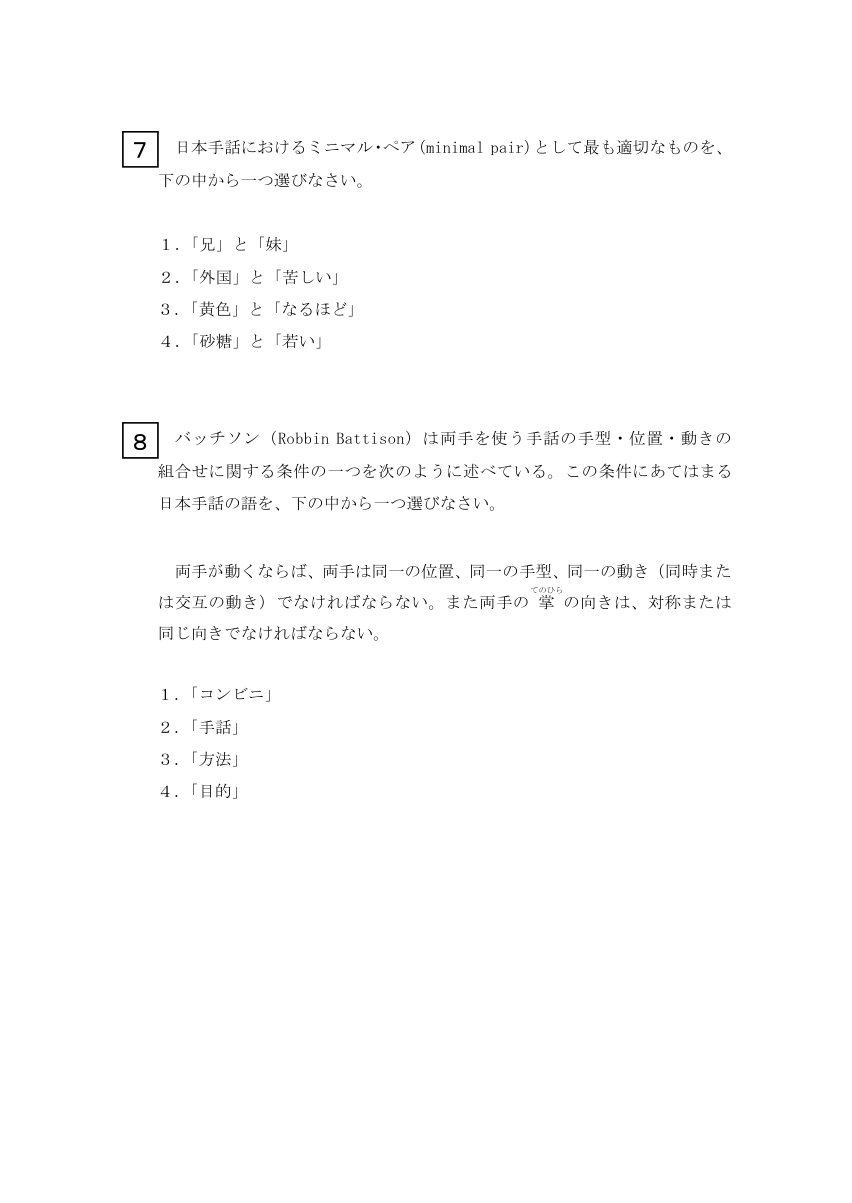 7 日本手話におけるミニマル・ペア(minimal pair)として最も適切なものを、
下の中から一つ選びなさい。
１．「兄」と「妹」
２．「外国」と「苦しい」
３．「黄色」と「なるほど」
４．「砂糖」と「若い」
8 バッチソン（Robbin Battison）は両手を使う手話の手型・位置・動きの
組合せに関する条件の一つを次のように述べている。この条件にあてはまる
日本手話の語を、下の中から一つ選びなさい。
両手が動くならば、両手は同一の位置、同一の手型、同一の動き（同時また
てのひら
は交互の動き）でなければならない。また両手の掌の向きは、対称または
同じ向きでなければならない。
１．「コンビニ」
２．「手話」
３．「方法」
４．「目的」